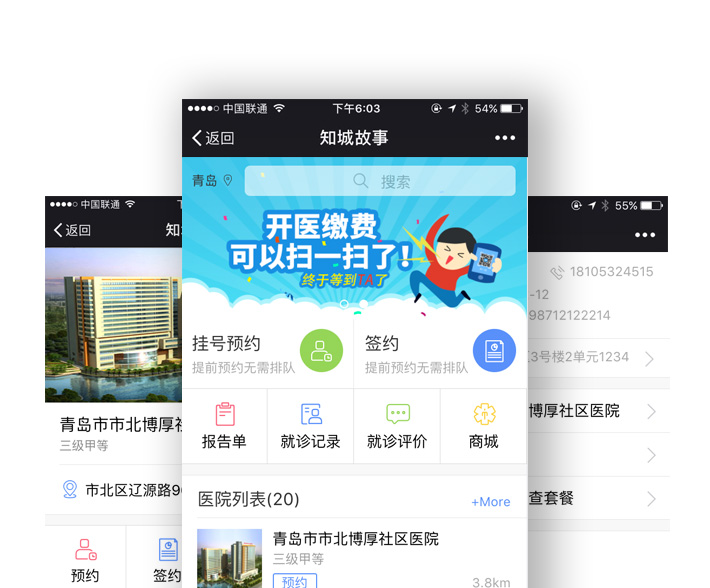 中国联通 下午6:03 54%
返回 知城故事
青岛 搜索
开医缴费
可以扫一扫了!
终于等到TA了
挂号预约
提前预约无需排队
签约
提前预约无需排队
报告单 就诊记录 就诊评价 商城
医院列表(20) +More
青岛市市北博厚社区医院
三级甲等
预约 3.8km
中国联通
返回 知
青岛市市北博厚社
三级甲等
市北区辽源路9
预约 签约
55%
18105324515
-12
98712122214
3号楼2单元1234
博厚社区医院
查套餐